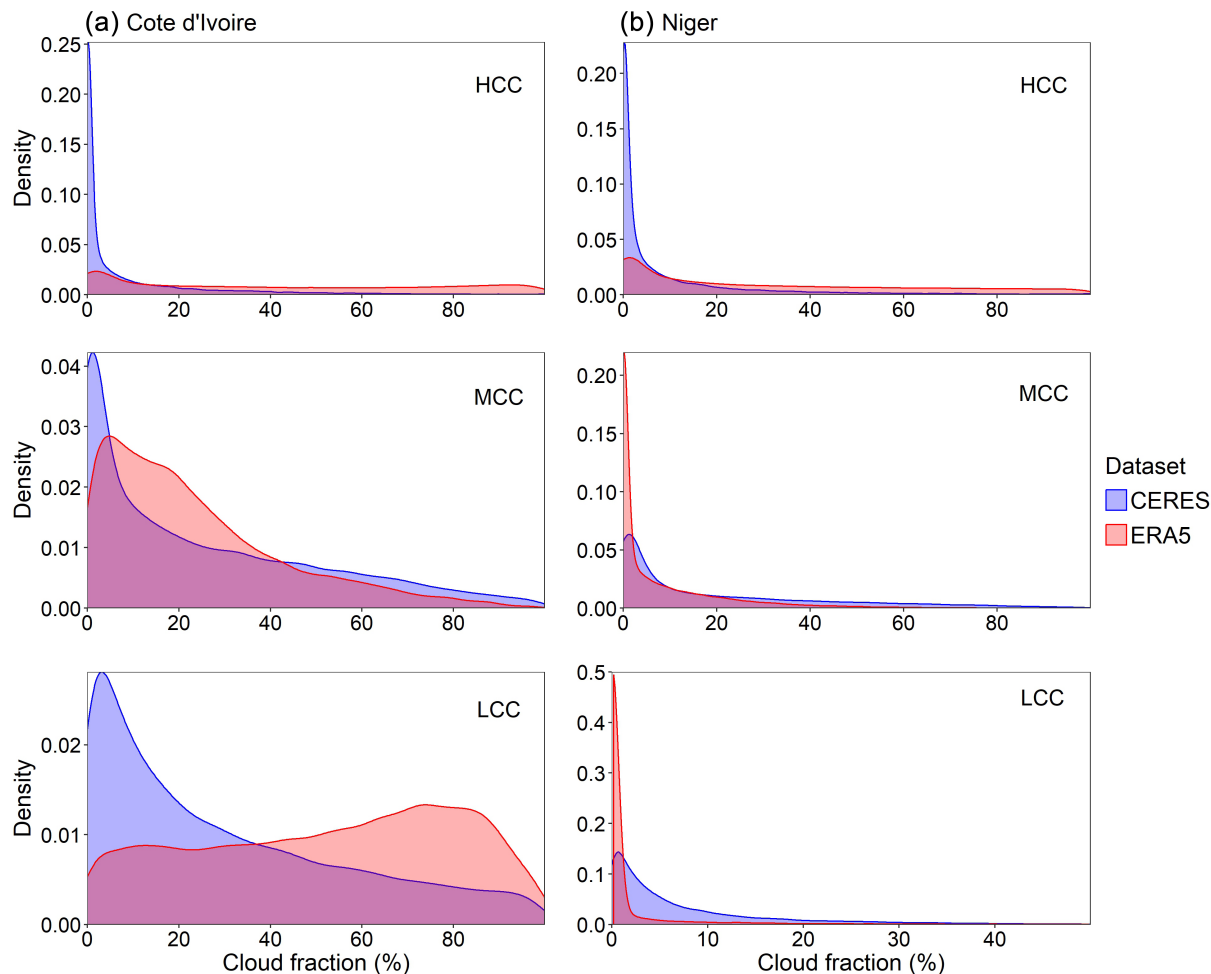 (a) Cote d'Ivoire
(b) Niger
HCC
0.25
0.20
0.15
0.10
0.05
0.00
0 20 40 60 80
Density
HCC
0.20
0.15
0.10
0.05
0.00
0 20 40 60 80
MCC
0.04
0.03
0.02
0.01
0.00
0 20 40 60 80
Density
MCC
0.20
0.15
0.10
0.05
0.00
0 20 40 60 80
Dataset
CERES
ERA5
LCC
0.02
0.01
0.00
0 20 40 60 80
Density
Cloud fraction (%)
LCC
0.5
0.4
0.3
0.2
0.1
0.0
0 10 20 30 40
Cloud fraction (%)